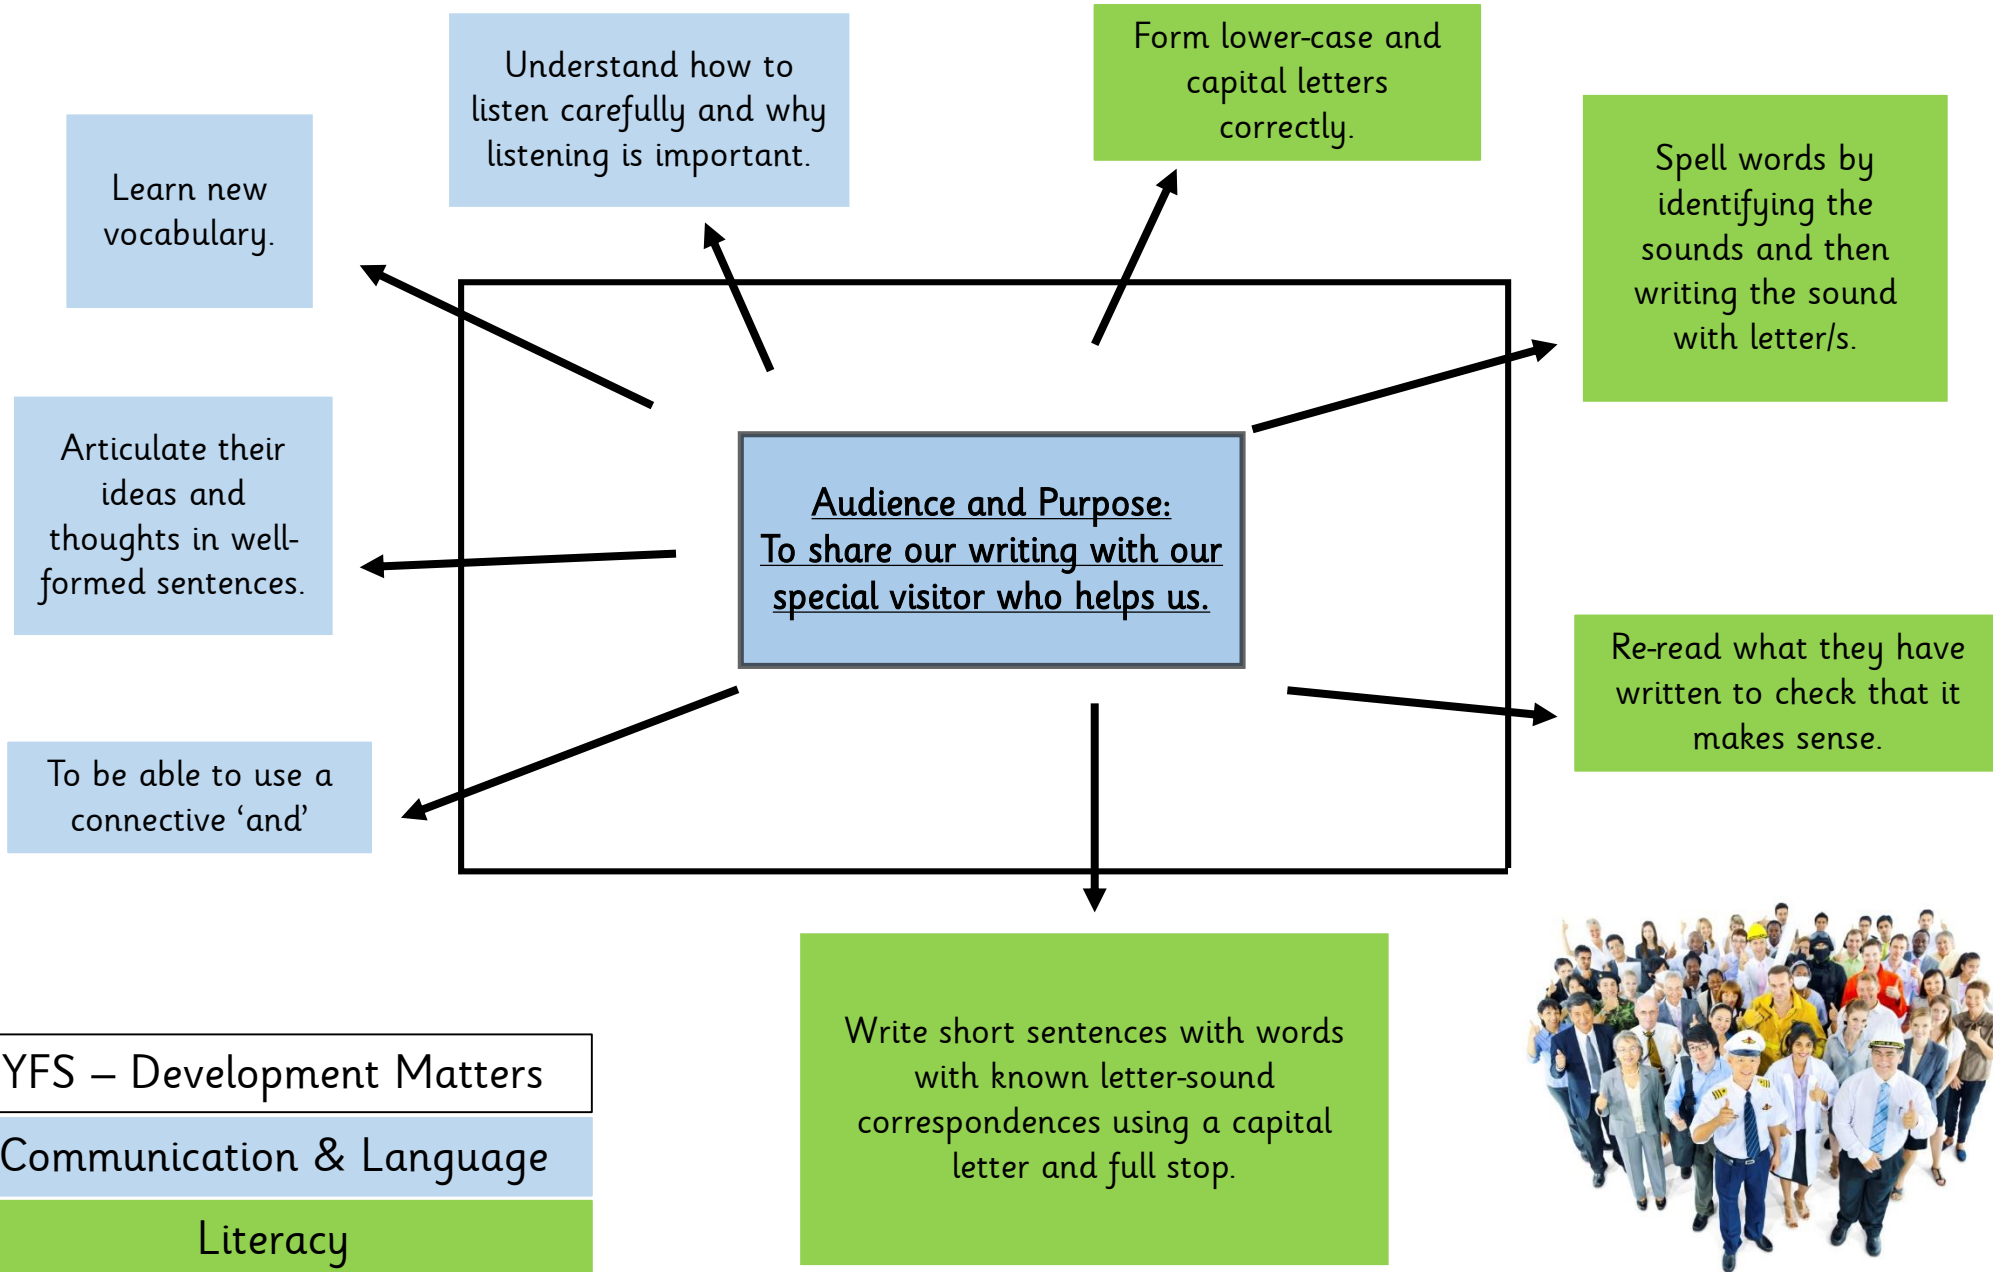 Understand how to
listen carefully and why
listening is important.
Form lower-case and
capital letters
correctly.
Learn new
vocabulary.
Spell words by
identifying the
sounds and then
writing the sound
with letter/s.
Articulate their
ideas and
thoughts in well-
formed sentences.
Audience and Purpose:
To share our writing with our
special visitor who helps us.
Re-read what they have
written to check that it
makes sense.
To be able to use a
connective ‘and’
Write short sentences with words
with known letter-sound
correspondences using a capital
letter and full stop.
YFS – Development Matters
Communication & Language
Literacy